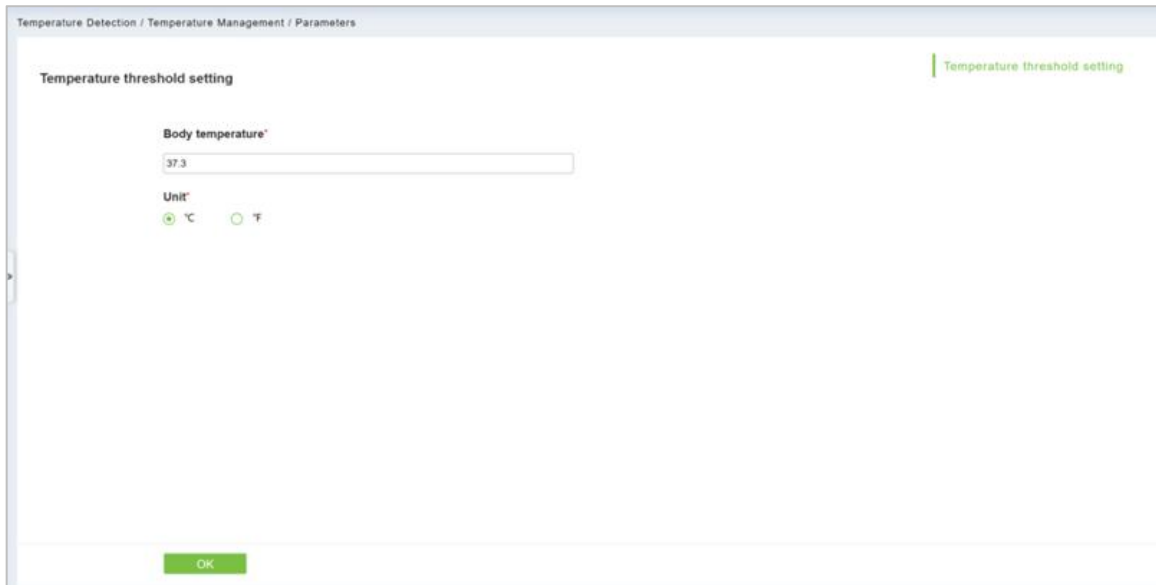 Temperature Detection / Temperature Management / Parameters
Temperature threshold setting
Temperature threshold setting
Body temperature*
37.3
Unit*
℃ ℉
OK